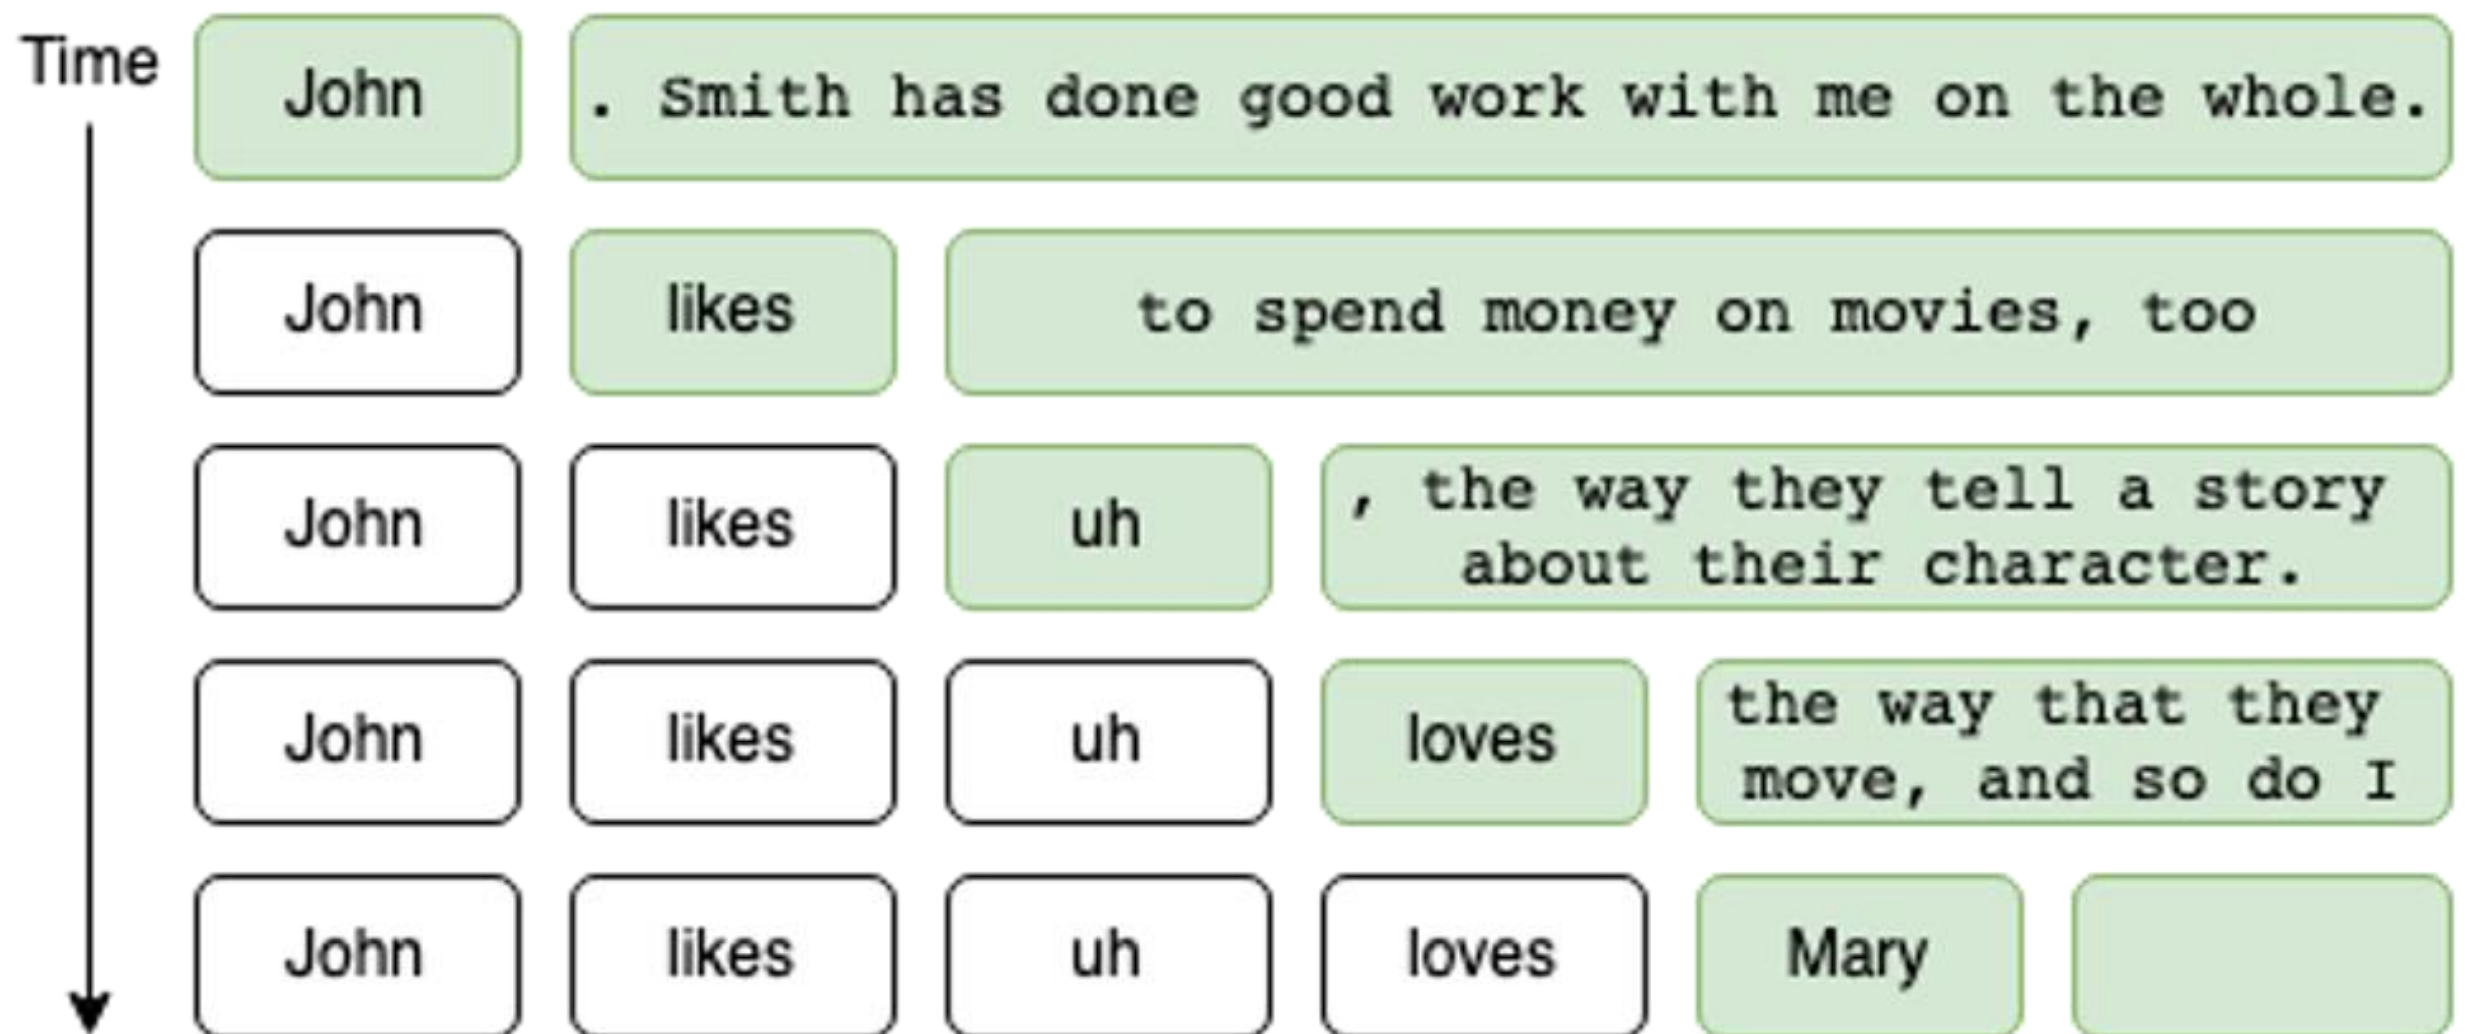 Time
John . Smith has done good work with me on the whole.
John likes to spend money on movies, too
John likes uh , the way they tell a story
about their character.
John likes uh loves the way that they
move, and so do I
John likes uh loves Mary